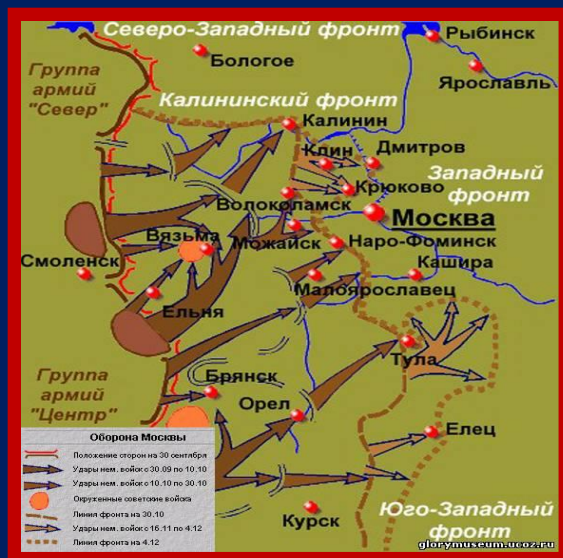 Северо-Западный фронт
Рыбинск
Бологое
Ярославль
Группа
армий
"Север"
Калининский фронт
Калинин
Клин
Дмитров
Западный
фронт
Крюково
Волоколамск
Москва
Вязьма
Можайск
Наро-Фоминск
Смоленск
Кашира
Малоярославец
Ельня
Тула
Группа
армий
"Центр"
Брянск
Орел
Елец
Курск
Юго-Западный
фронт
Оборона Москвы
Положение сторон на 30 сентября
Удары нем. войск с 30.09 по 10.10
Удары нем. войск с 10.10 по 30.10
Окруженные советские войска
Линия фронта на 30.10
Удары нем. войск с 16.11 по 4.12
Линия фронта на 4.12
glorymuseum.ucoz.ru